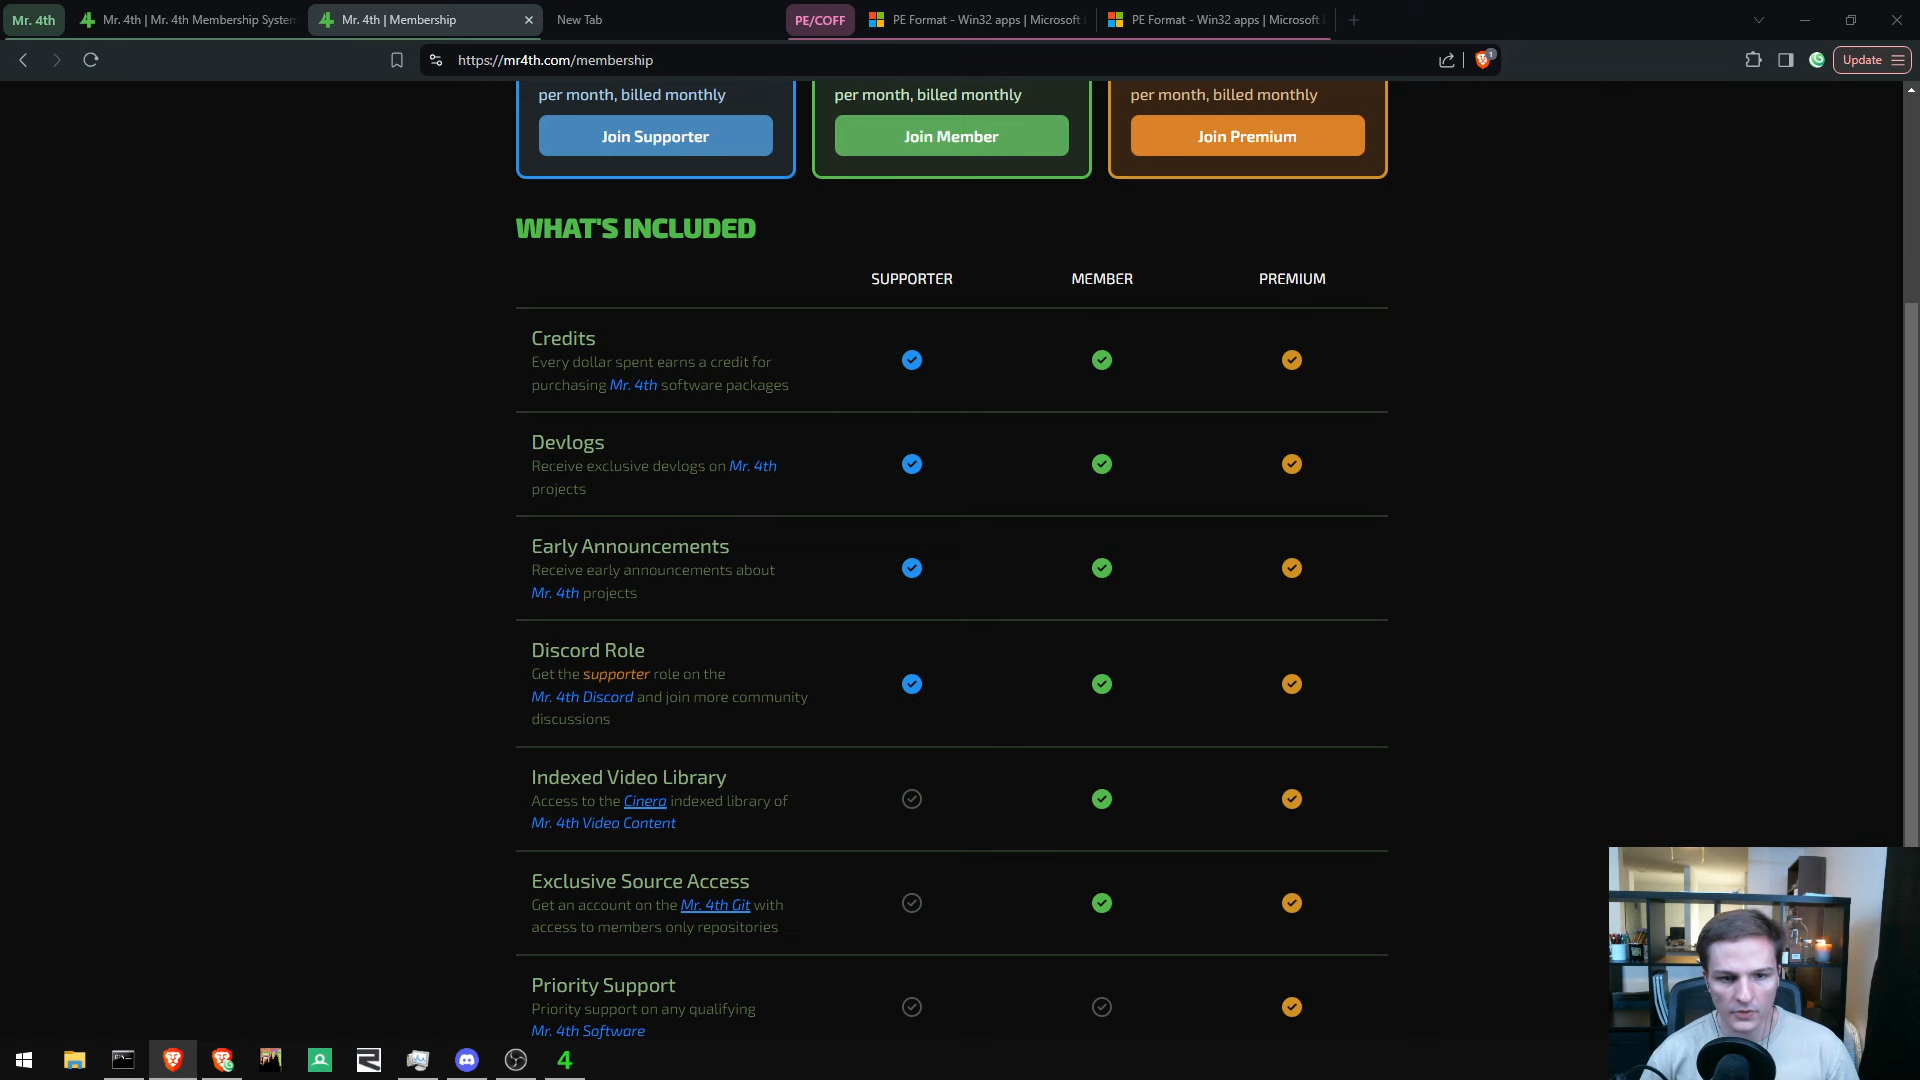 Mr. 4th
Mr. 4th | Mr. 4th Membership System
Mr. 4th | Membership
New Tab
PE/COFF
PE Format - Win32 apps | Microsoft
PE Format - Win32 apps | Microsoft
https://mr4th.com/membership
1
Update
per month, billed monthly
per month, billed monthly
per month, billed monthly
Join Supporter
Join Member
Join Premium
WHAT'S INCLUDED
SUPPORTER
MEMBER
PREMIUM
Credits
Every dollar spent earns a credit for
purchasing Mr. 4th software packages
Devlogs
Receive exclusive devlogs on Mr. 4th
projects
Early Announcements
Receive early announcements about
Mr. 4th projects
Discord Role
Get the supporter role on the
Mr. 4th Discord and join more community
discussions
Indexed Video Library
Access to the Cinera indexed library of
Mr. 4th Video Content
Exclusive Source Access
Get an account on the Mr. 4th Git with
access to members only repositories
Priority Support
Priority support on any qualifying
Mr. 4th Software
4